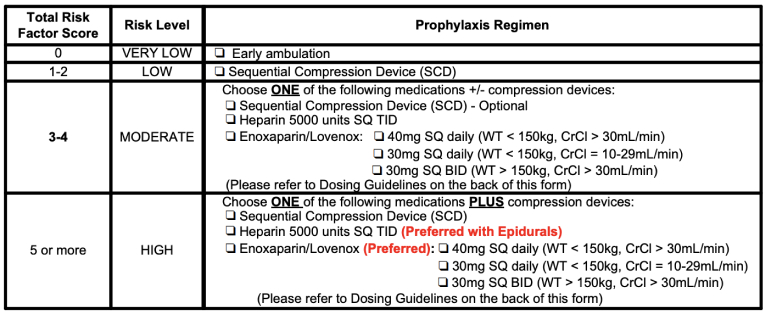 Total Risk Factor Score | Risk Level | Prophylaxis Regimen
0 | VERY LOW | ❑ Early ambulation
1-2 | LOW | ❑ Sequential Compression Device (SCD)
3-4 | MODERATE | Choose ONE of the following medications +/- compression devices:
❑ Sequential Compression Device (SCD) - Optional
❑ Heparin 5000 units SQ TID
❑ Enoxaparin/Lovenox: ❑ 40mg SQ daily (WT < 150kg, CrCl > 30mL/min)
❑ 30mg SQ daily (WT < 150kg, CrCl = 10-29mL/min)
❑ 30mg SQ BID (WT > 150kg, CrCl > 30mL/min)
(Please refer to Dosing Guidelines on the back of this form)
5 or more | HIGH | Choose ONE of the following medications PLUS compression devices:
❑ Sequential Compression Device (SCD)
❑ Heparin 5000 units SQ TID (Preferred with Epidurals)
❑ Enoxaparin/Lovenox (Preferred): ❑ 40mg SQ daily (WT < 150kg, CrCl > 30mL/min)
❑ 30mg SQ daily (WT < 150kg, CrCl = 10-29mL/min)
❑ 30mg SQ BID (WT > 150kg, CrCl > 30mL/min)
(Please refer to Dosing Guidelines on the back of this form)